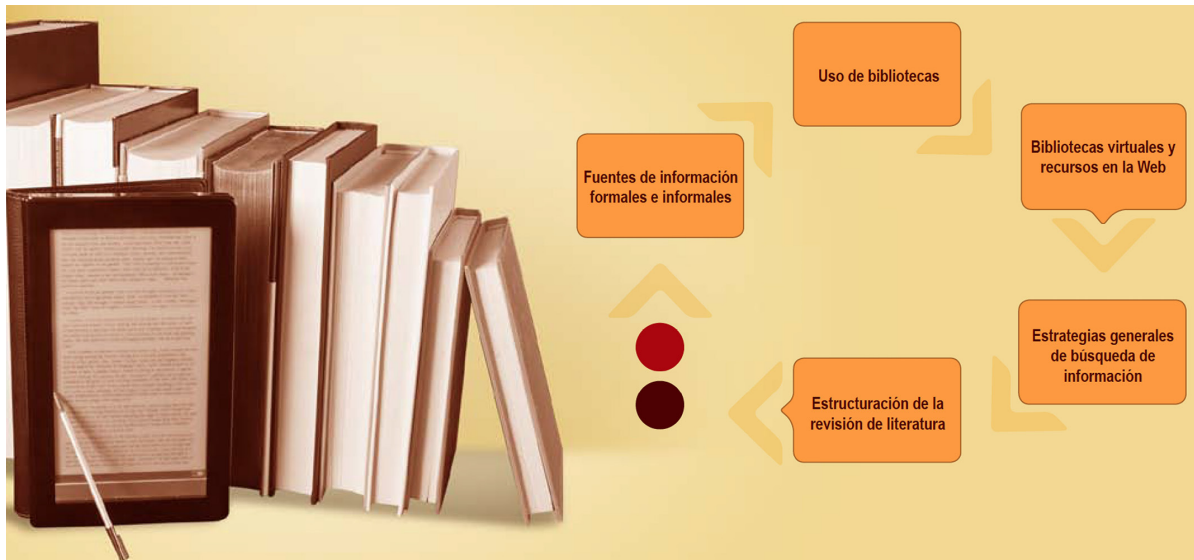 Uso de bibliotecas
Bibliotecas virtuales y
recursos en la Web
Fuentes de información
formales e informales
Estrategias generales
de búsqueda de
información
Estructuración de la
revisión de literatura